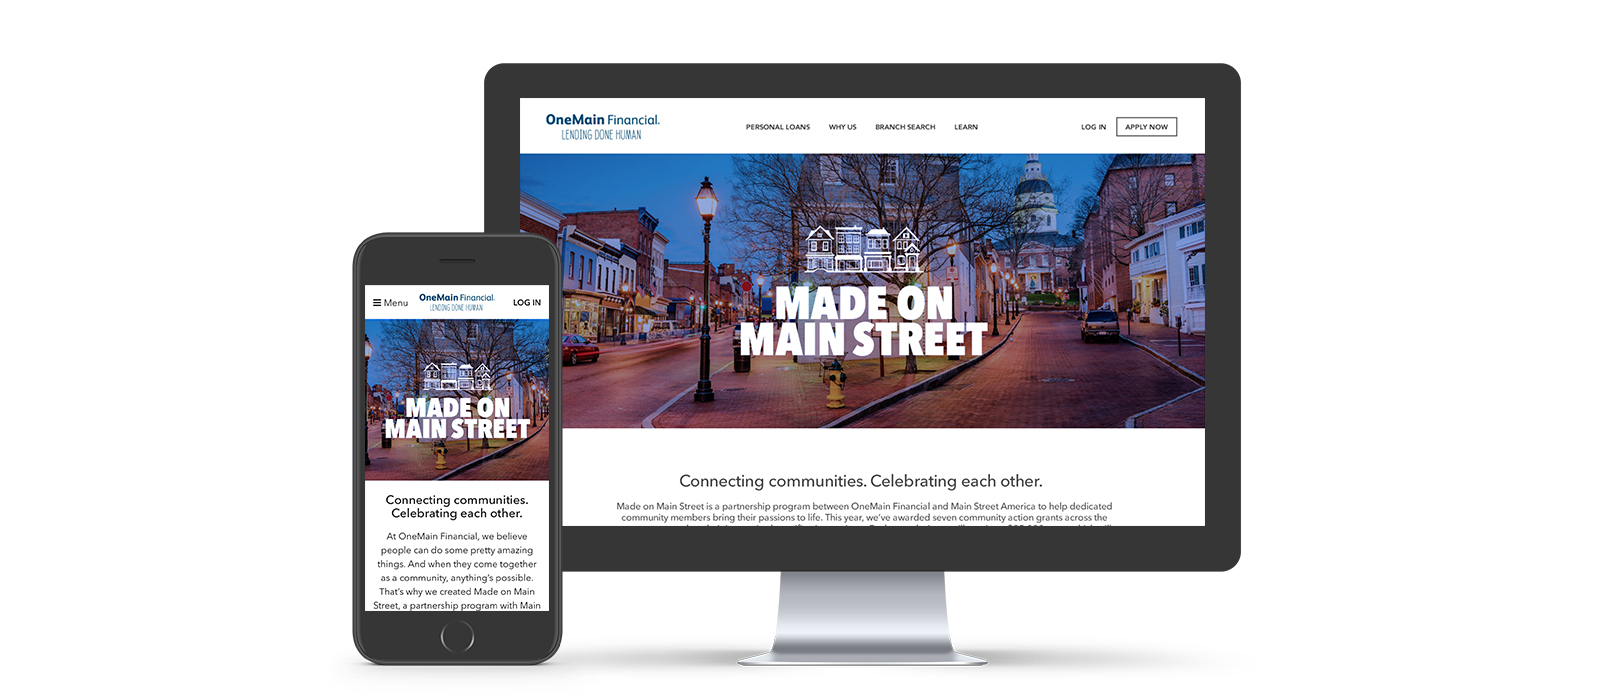 OneMain Financial.
LENDING DONE HUMAN
PERSONAL LOANS
WHY US
BRANCH SEARCH
LEARN
LOG IN
APPLY NOW
MADE ON
MAIN STREET
Connecting communities. Celebrating each other.
Made on Main Street is a partnership program between OneMain Financial and Main Street America to help dedicated
community members bring their passions to life. This year, we've awarded seven community action grants across the
Menu
OneMain Financial.
LENDING DONE HUMAN
LOG IN
MADE ON
MAIN STREET
Connecting communities.
Celebrating each other.
At OneMain Financial, we believe
people can do some pretty amazing
things. And when they come together
as a community, anything's possible.
That's why we created Made on Main
Street, a partnership program with Main